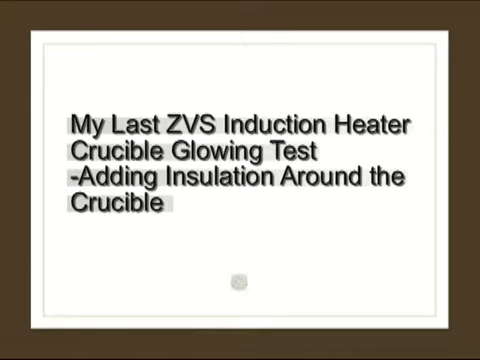 My Last ZVS Induction Heater
Crucible Glowing Test
-Adding Insulation Around the
Crucible